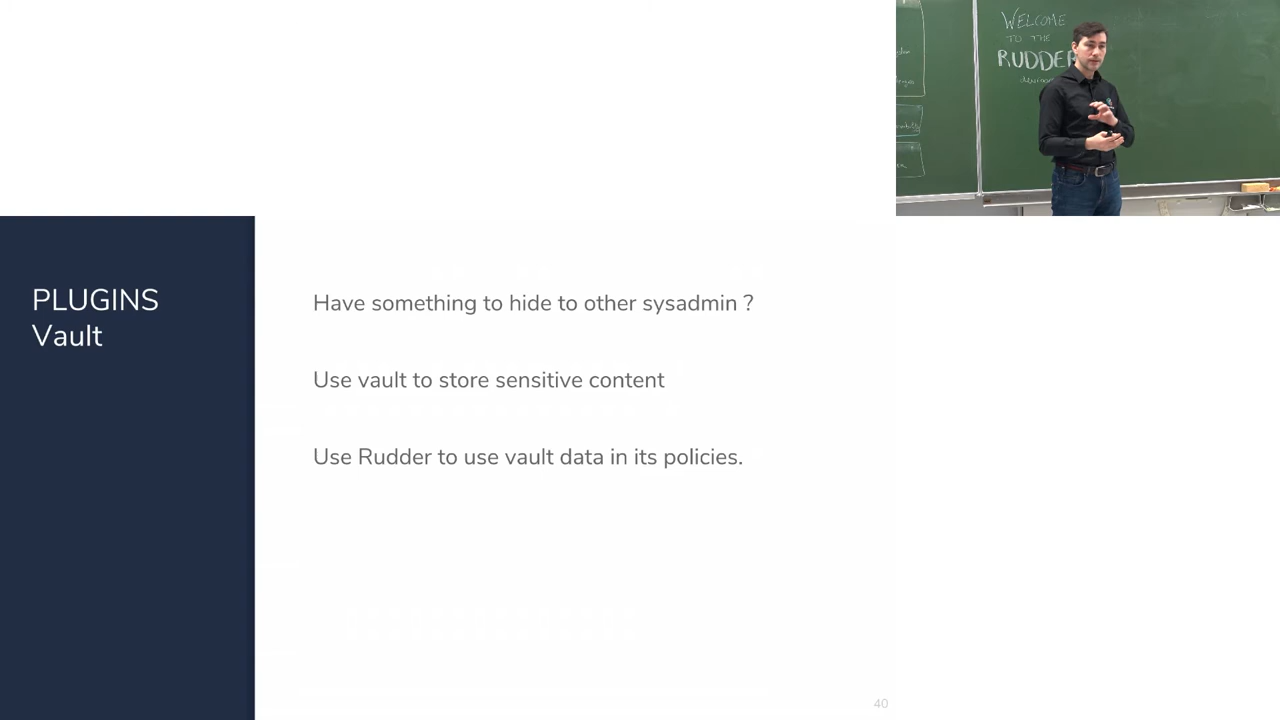 WELCOME
TO THE
RUDDER
PLUGINS
Vault
Have something to hide to other sysadmin ?
Use vault to store sensitive content
Use Rudder to use vault data in its policies.
40